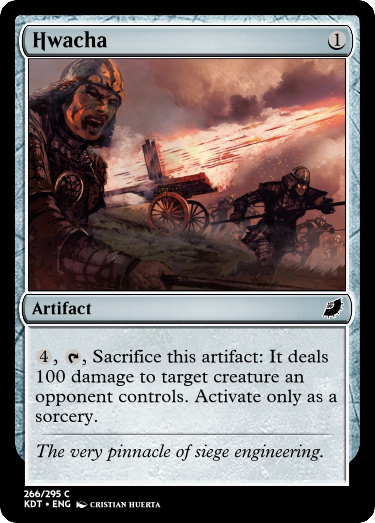 Hwacha 1
Artifact
4, , Sacrifice this artifact: It deals
100 damage to target creature an
opponent controls. Activate only as a
sorcery.
The very pinnacle of siege engineering.
266/295 C
KDT • ENG CRISTIAN HUERTA